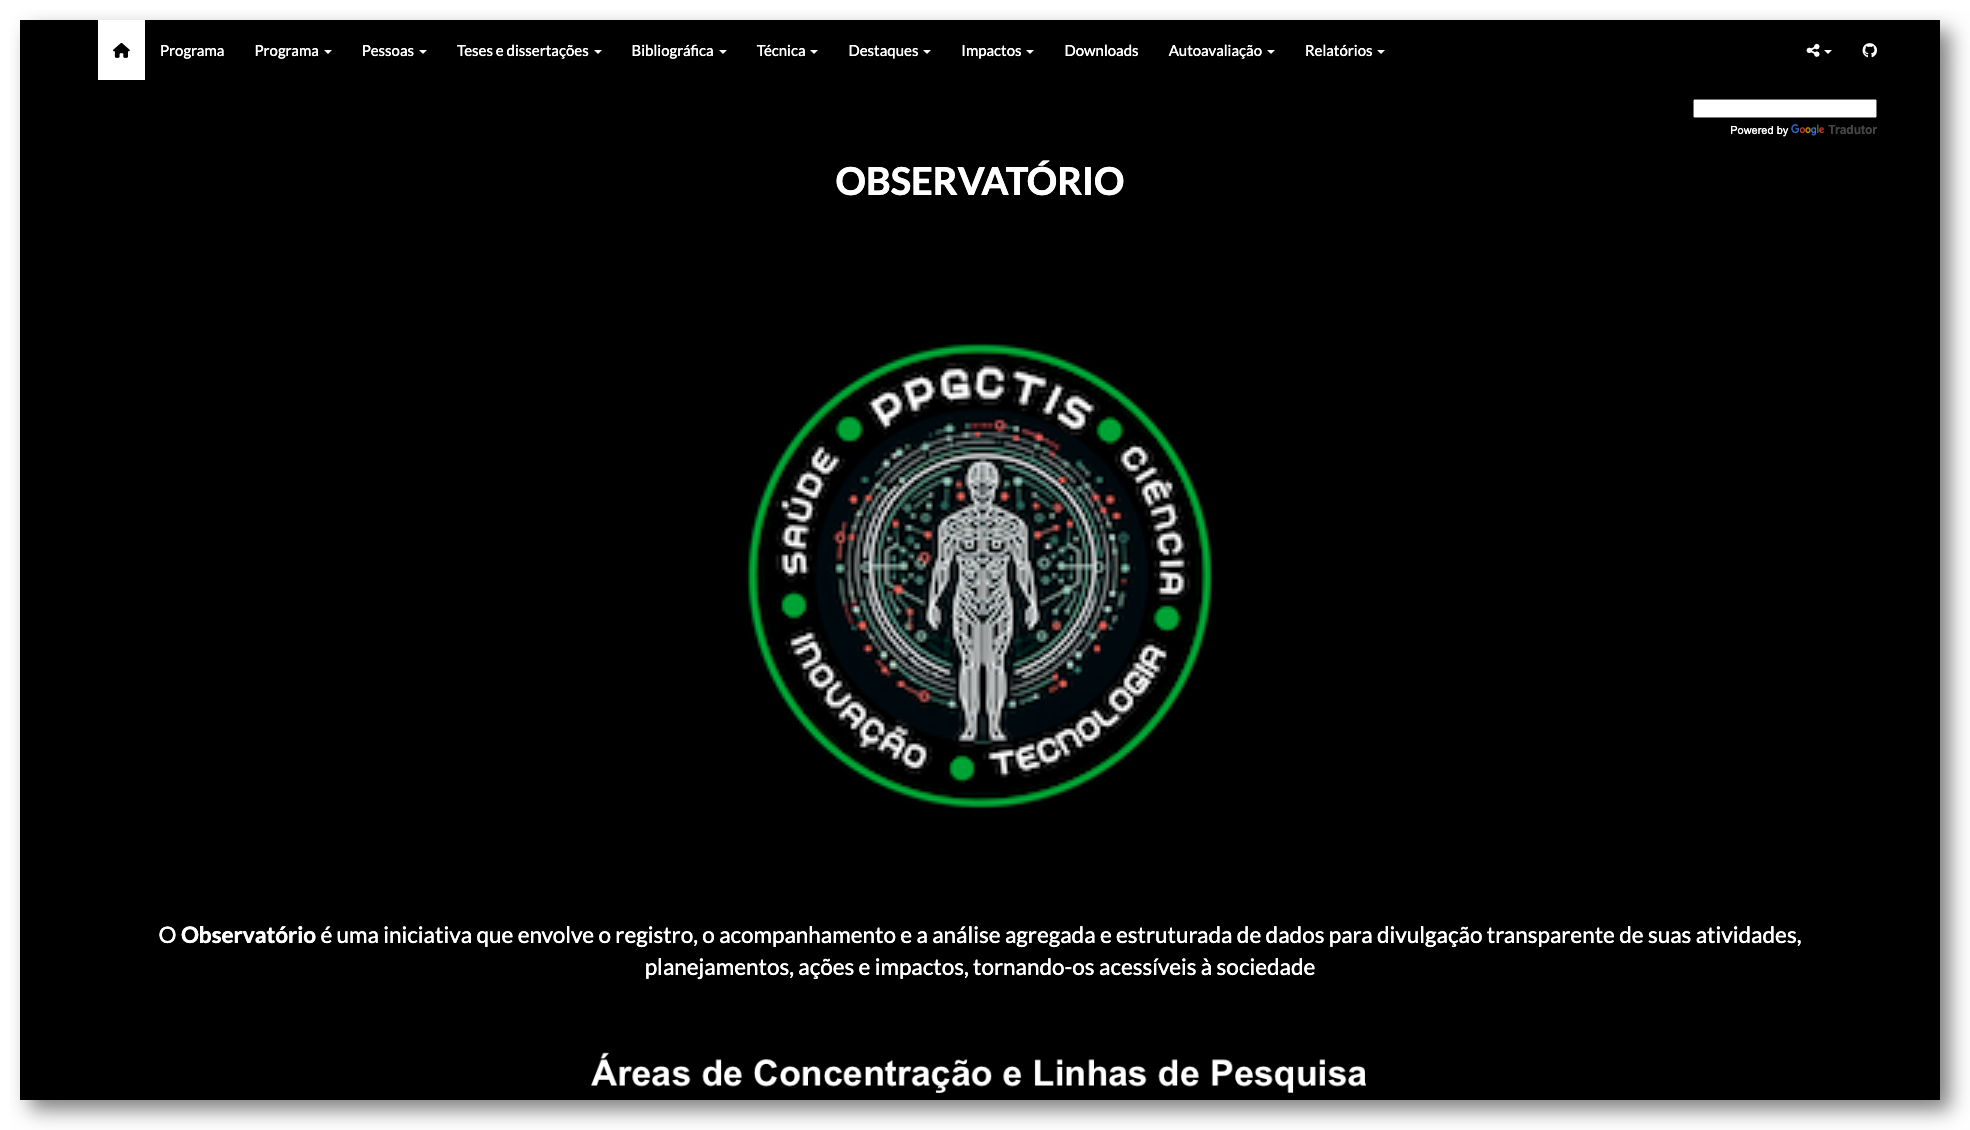 Programa Programa Pessoas Teses e dissertações Bibliográfica Técnica Destaques Impactos Downloads Autoavaliação Relatórios
Powered by Google Tradutor
OBSERVATÓRIO
PPGCTIS
SAÚDE
CIÊNCIA
INOVAÇÃO
TECNOLOGIA
O Observatório é uma iniciativa que envolve o registro, o acompanhamento e a análise agregada e estruturada de dados para divulgação transparente de suas atividades,
planejamentos, ações e impactos, tornando-os acessíveis à sociedade
Áreas de Concentração e Linhas de Pesquisa